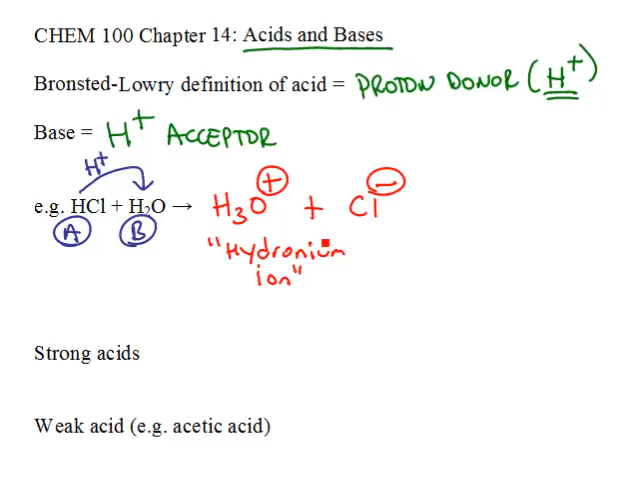 CHEM 100 Chapter 14: Acids and Bases
Bronsted-Lowry definition of acid = PROTON DONOR (H+)
Base = H+ ACCEPTOR
H+
e.g. HCl + H₂O → H₃O⊕ + Cl⊖
A B "Hydronium
ion"
Strong acids
Weak acid (e.g. acetic acid)